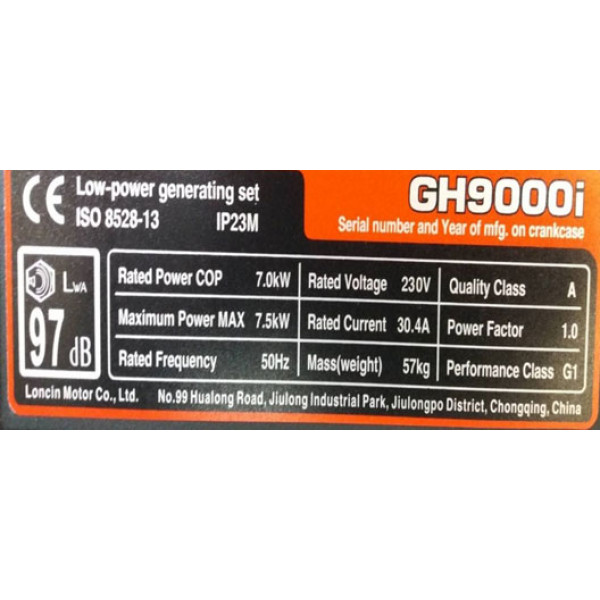 CE Low-power generating set GH9000i
ISO 8528-13 IP23M Serial number and Year of mfg. on crankcase
LWA
97 dB
Rated Power COP 7.0kW Rated Voltage 230V Quality Class A
Maximum Power MAX 7.5kW Rated Current 30.4A Power Factor 1.0
Rated Frequency 50Hz Mass(weight) 57kg Performance Class G1
Loncin Motor Co., Ltd. No.99 Hualong Road, Jiulong Industrial Park, Jiulongpo District, Chongqing, China